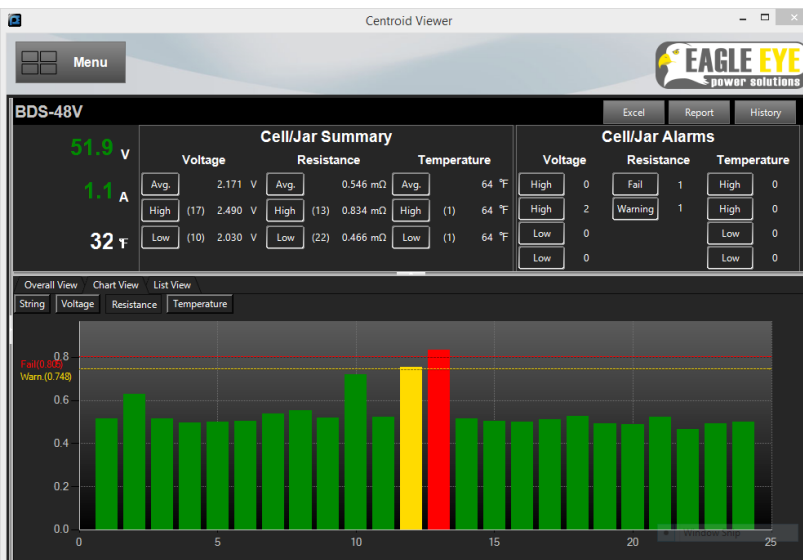 Centroid Viewer
Menu
EAGLE EYE
power solutions
BDS-48V
Excel Report History
51.9 V
1.1 A
32 ℉
Cell/Jar Summary
Voltage Resistance Temperature
Avg. 2.171 V Avg. 0.546 mΩ Avg. 64 ℉
High (17) 2.490 V High (13) 0.834 mΩ High (1) 64 ℉
Low (10) 2.030 V Low (22) 0.466 mΩ Low (1) 64 ℉
Cell/Jar Alarms
Voltage Resistance Temperature
High 0 Fail 1 High 0
High 2 Warning 1 High 0
Low 0 Low 0
Low 0 Low 0
Overall View Chart View List View
String Voltage Resistance Temperature
0.8
Fail(0.805)
Warn.(0.748)
0.6
0.4
0.2
0.0
0 5 10 15 20 25
Window Snip